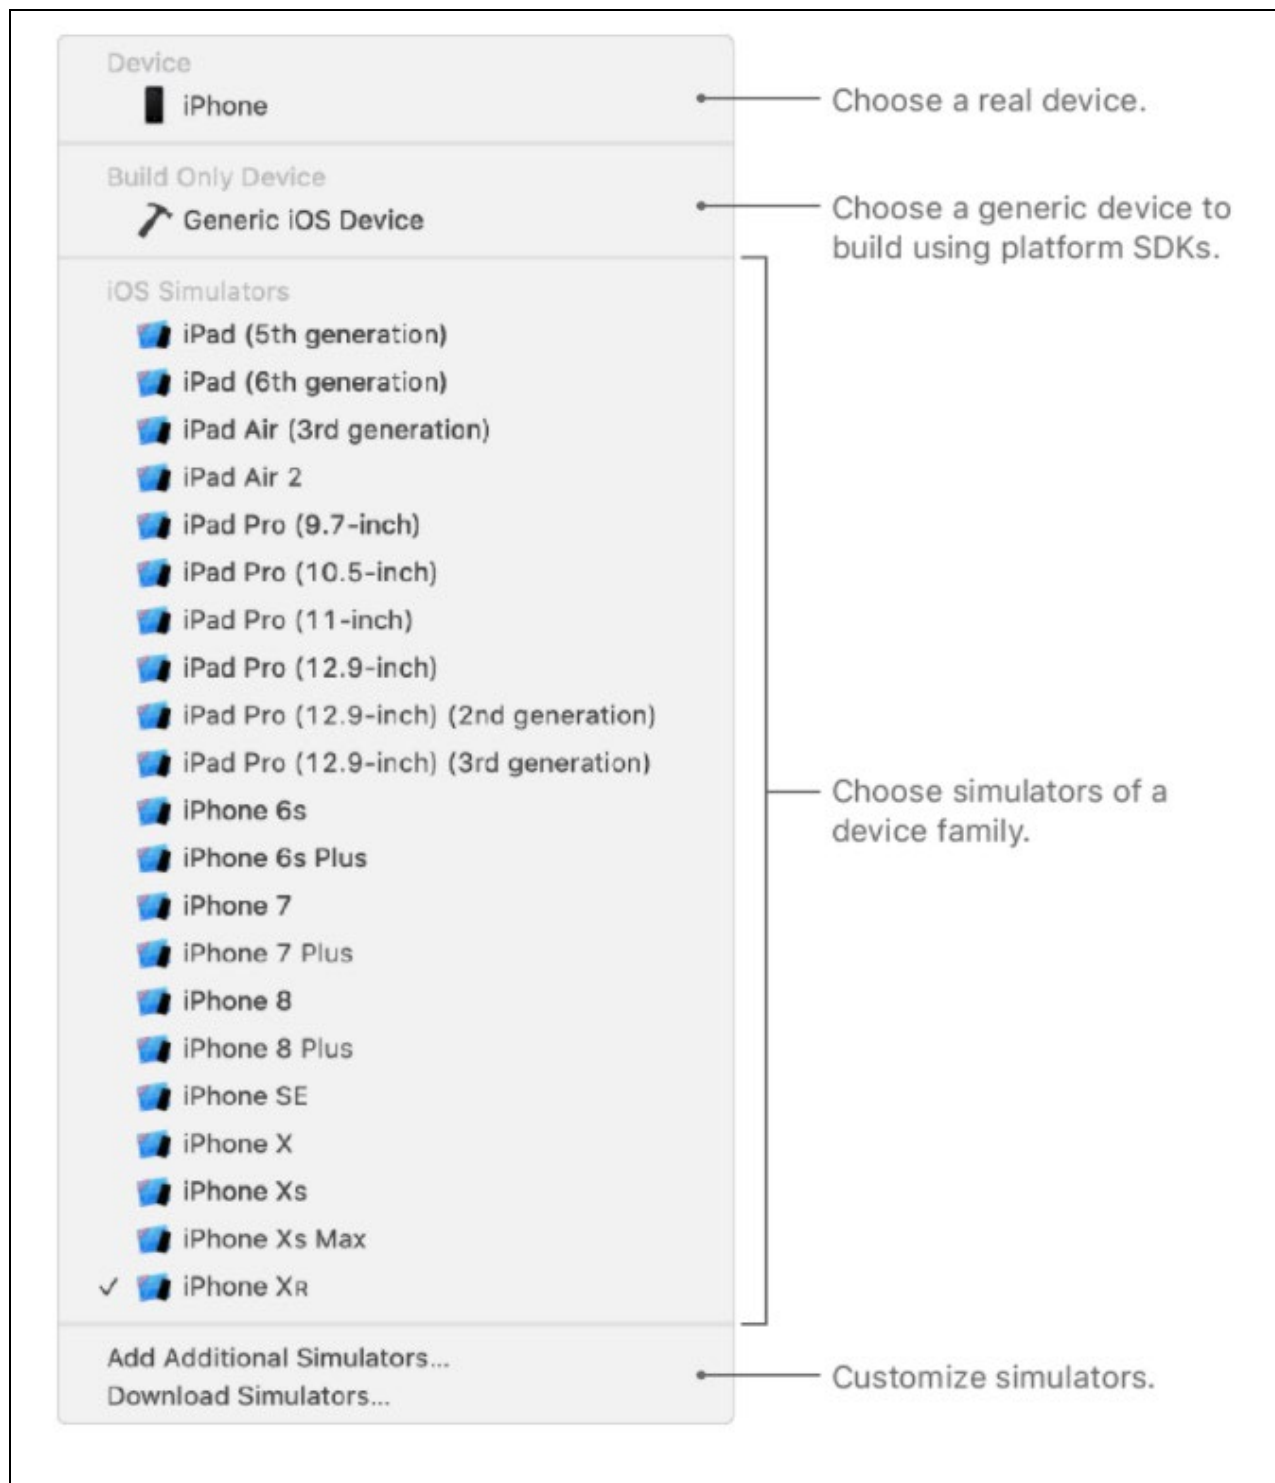 Device
iPhone
Choose a real device.
Build Only Device
Generic iOS Device
Choose a generic device to
build using platform SDKs.
iOS Simulators
iPad (5th generation)
iPad (6th generation)
iPad Air (3rd generation)
iPad Air 2
iPad Pro (9.7-inch)
iPad Pro (10.5-inch)
iPad Pro (11-inch)
iPad Pro (12.9-inch)
iPad Pro (12.9-inch) (2nd generation)
iPad Pro (12.9-inch) (3rd generation)
iPhone 6s
iPhone 6s Plus
iPhone 7
iPhone 7 Plus
iPhone 8
iPhone 8 Plus
iPhone SE
iPhone X
iPhone Xs
iPhone Xs Max
iPhone XR
Choose simulators of a
device family.
Add Additional Simulators...
Download Simulators...
Customize simulators.